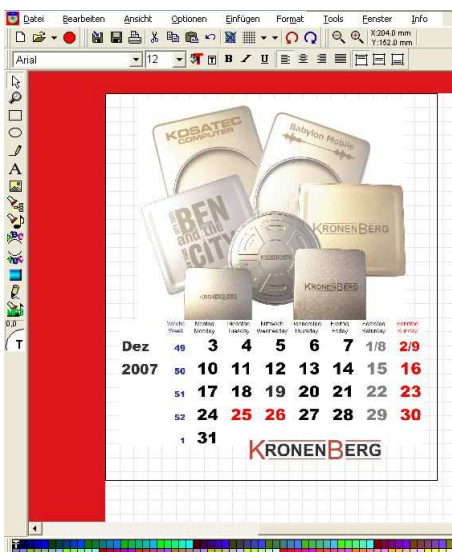 Datei Bearbeiten Ansicht Optionen Einfügen Format Tools Fenster Info
X:204.0 mm
Y:152.0 mm
Arial 12 B I U
KOSATEC
COMPUTER
Babylon Mobile
BEN
and the
CITY
KRONENBERG
KRONENBERG
KRONENBERG
Woche Montag Dienstag Mittwoch Donnerstag Freitag Samstag Sonntag
Week Monday Tuesday Wednesday Thursday Friday Saturday Sunday
Dez 49 3 4 5 6 7 1/8 2/9
2007 50 10 11 12 13 14 15 16
51 17 18 19 20 21 22 23
52 24 25 26 27 28 29 30
1 31
KRONENBERG
0,0